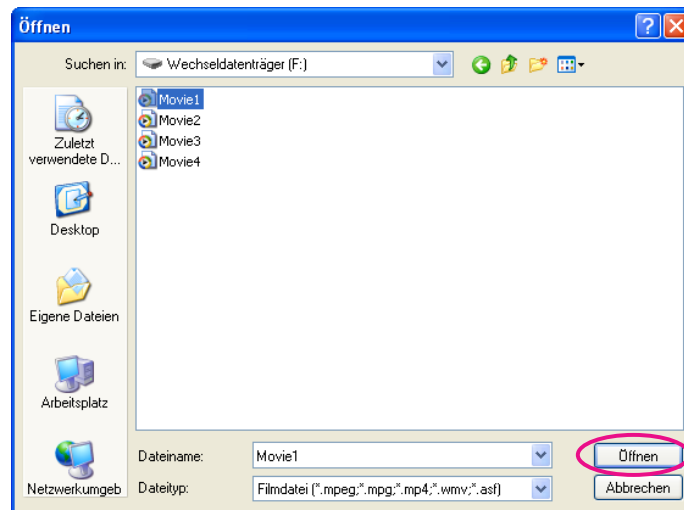 Öffnen
Suchen in: Wechseldatenträger (F:)
Movie1
Movie2
Movie3
Movie4
Zuletzt
verwendete D...
Desktop
Eigene Dateien
Arbeitsplatz
Netzwerkumgeb
Dateiname: Movie1 Öffnen
Dateityp: Filmdatei (*.mpeg;*.mpg;*.mp4;*.wmv;*.asf) Abbrechen